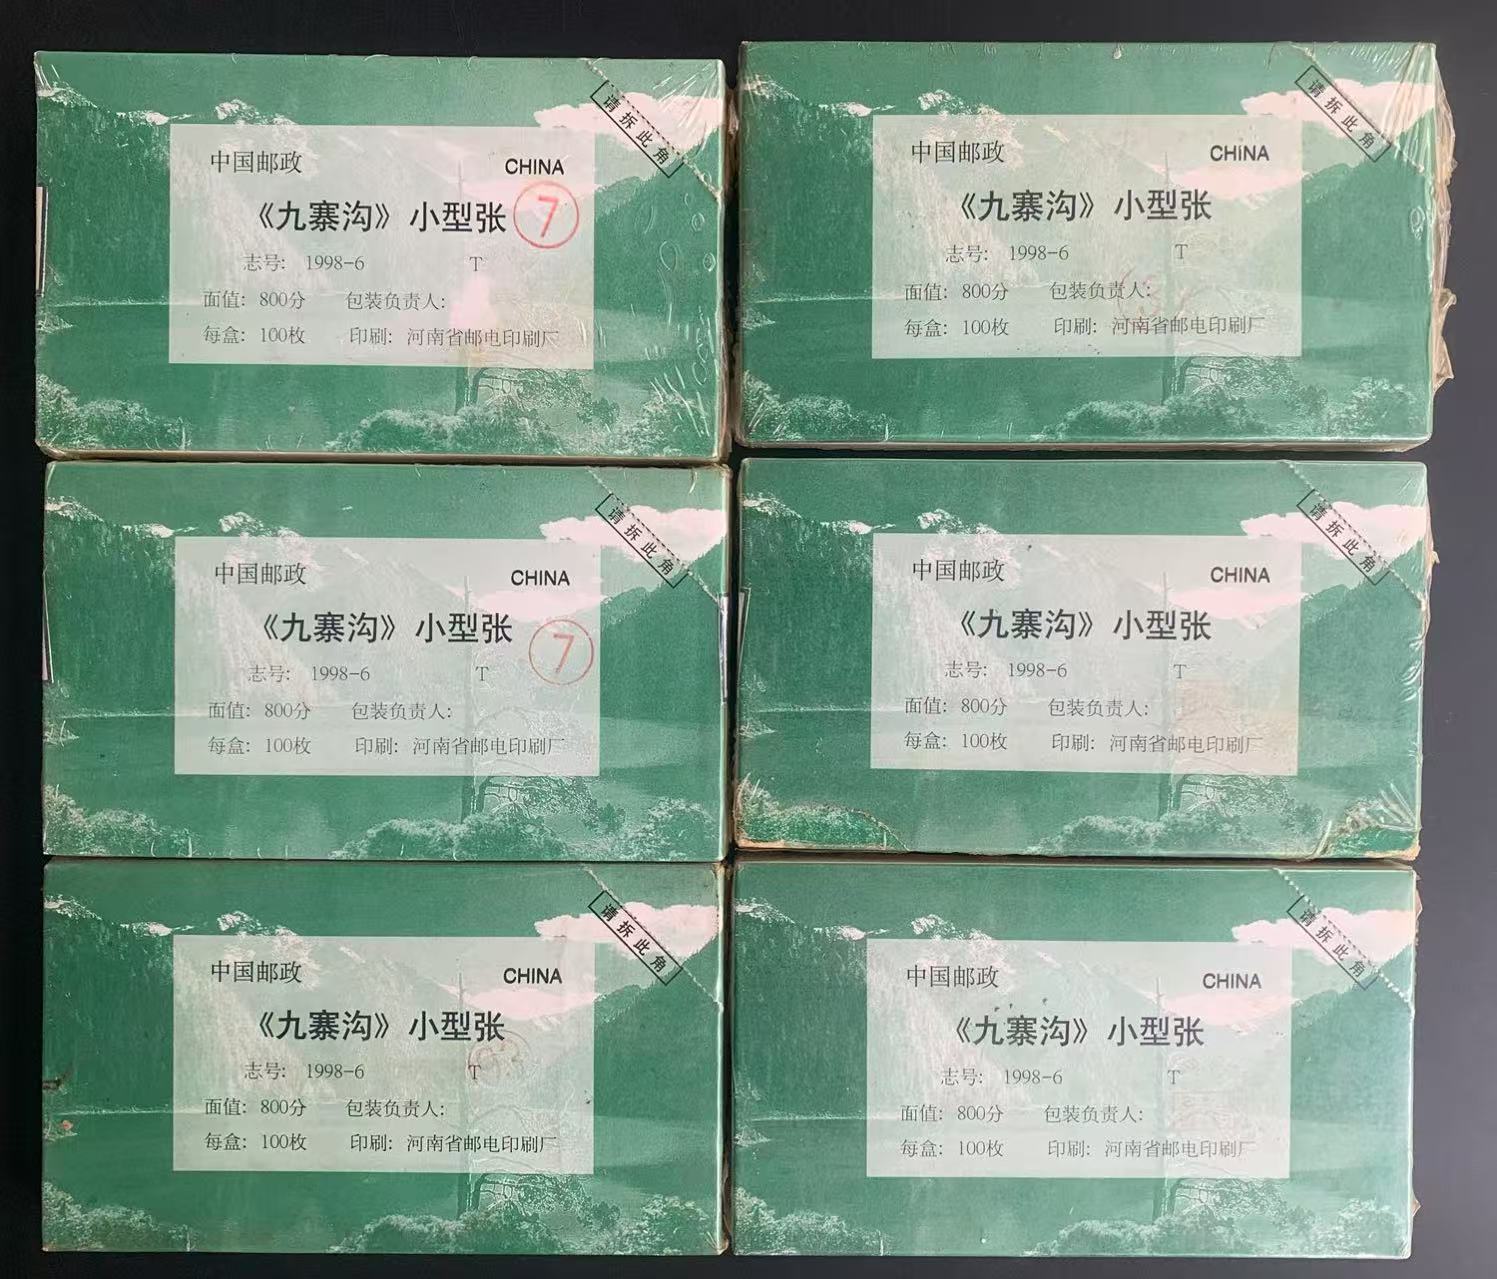 请拆此角
中国邮政 CHINA
《九寨沟》小型张 7
志号: 1998-6 T
面值: 800分 包装负责人:
每盒: 100枚 印刷: 河南省邮电印刷厂
请拆此角
中国邮政 CHINA
《九寨沟》小型张
志号: 1998-6 T
面值: 800分 包装负责人:
每盒: 100枚 印刷: 河南省邮电印刷厂
请拆此角
中国邮政 CHINA
《九寨沟》小型张 7
志号: 1998-6 T
面值: 800分 包装负责人:
每盒: 100枚 印刷: 河南省邮电印刷厂
请拆此角
中国邮政 CHINA
《九寨沟》小型张
志号: 1998-6 T
面值: 800分 包装负责人:
每盒: 100枚 印刷: 河南省邮电印刷厂
请拆此角
中国邮政 CHINA
《九寨沟》小型张
志号: 1998-6 T
面值: 800分 包装负责人:
每盒: 100枚 印刷: 河南省邮电印刷厂
请拆此角
中国邮政 CHINA
《九寨沟》小型张
志号: 1998-6 T
面值: 800分 包装负责人:
每盒: 100枚 印刷: 河南省邮电印刷厂